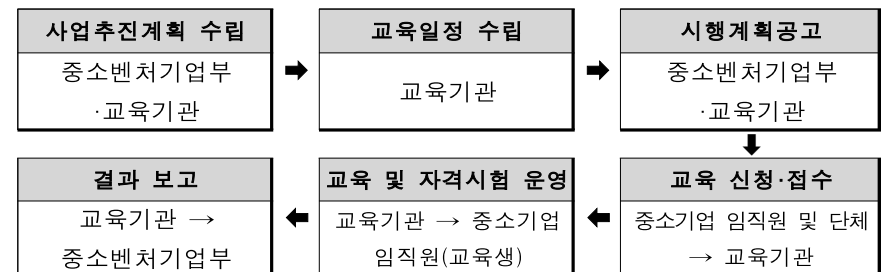 사업추진계획 수립
중소벤처기업부
·교육기관
➡
교육일정 수립
교육기관
➡
시행계획공고
중소벤처기업부
·교육기관
⬇
교육 신청·접수
중소기업 임직원 및 단체
→ 교육기관
⬅
교육 및 자격시험 운영
교육기관 → 중소기업
임직원(교육생)
⬅
결과 보고
교육기관 →
중소벤처기업부